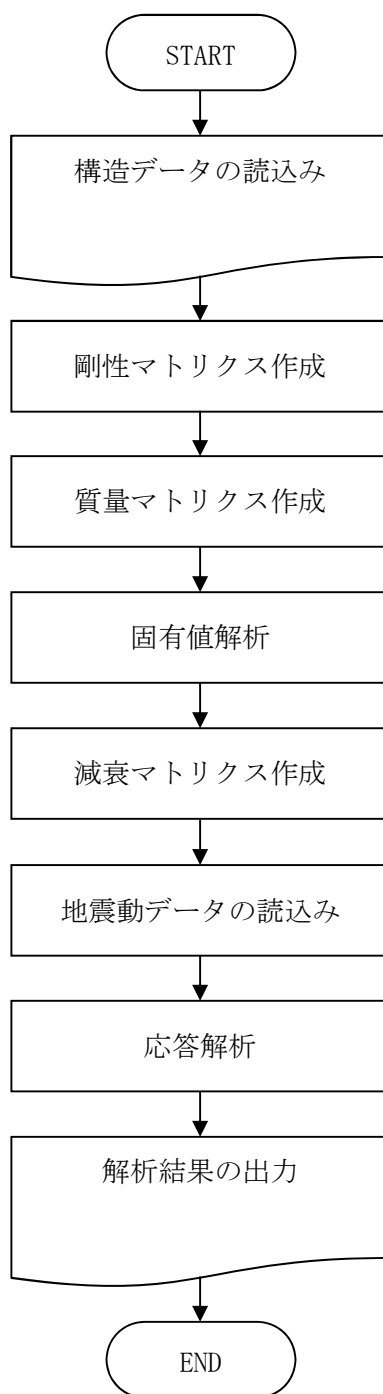 START
構造データの読込み
剛性マトリクス作成
質量マトリクス作成
固有値解析
減衰マトリクス作成
地震動データの読込み
応答解析
解析結果の出力
END